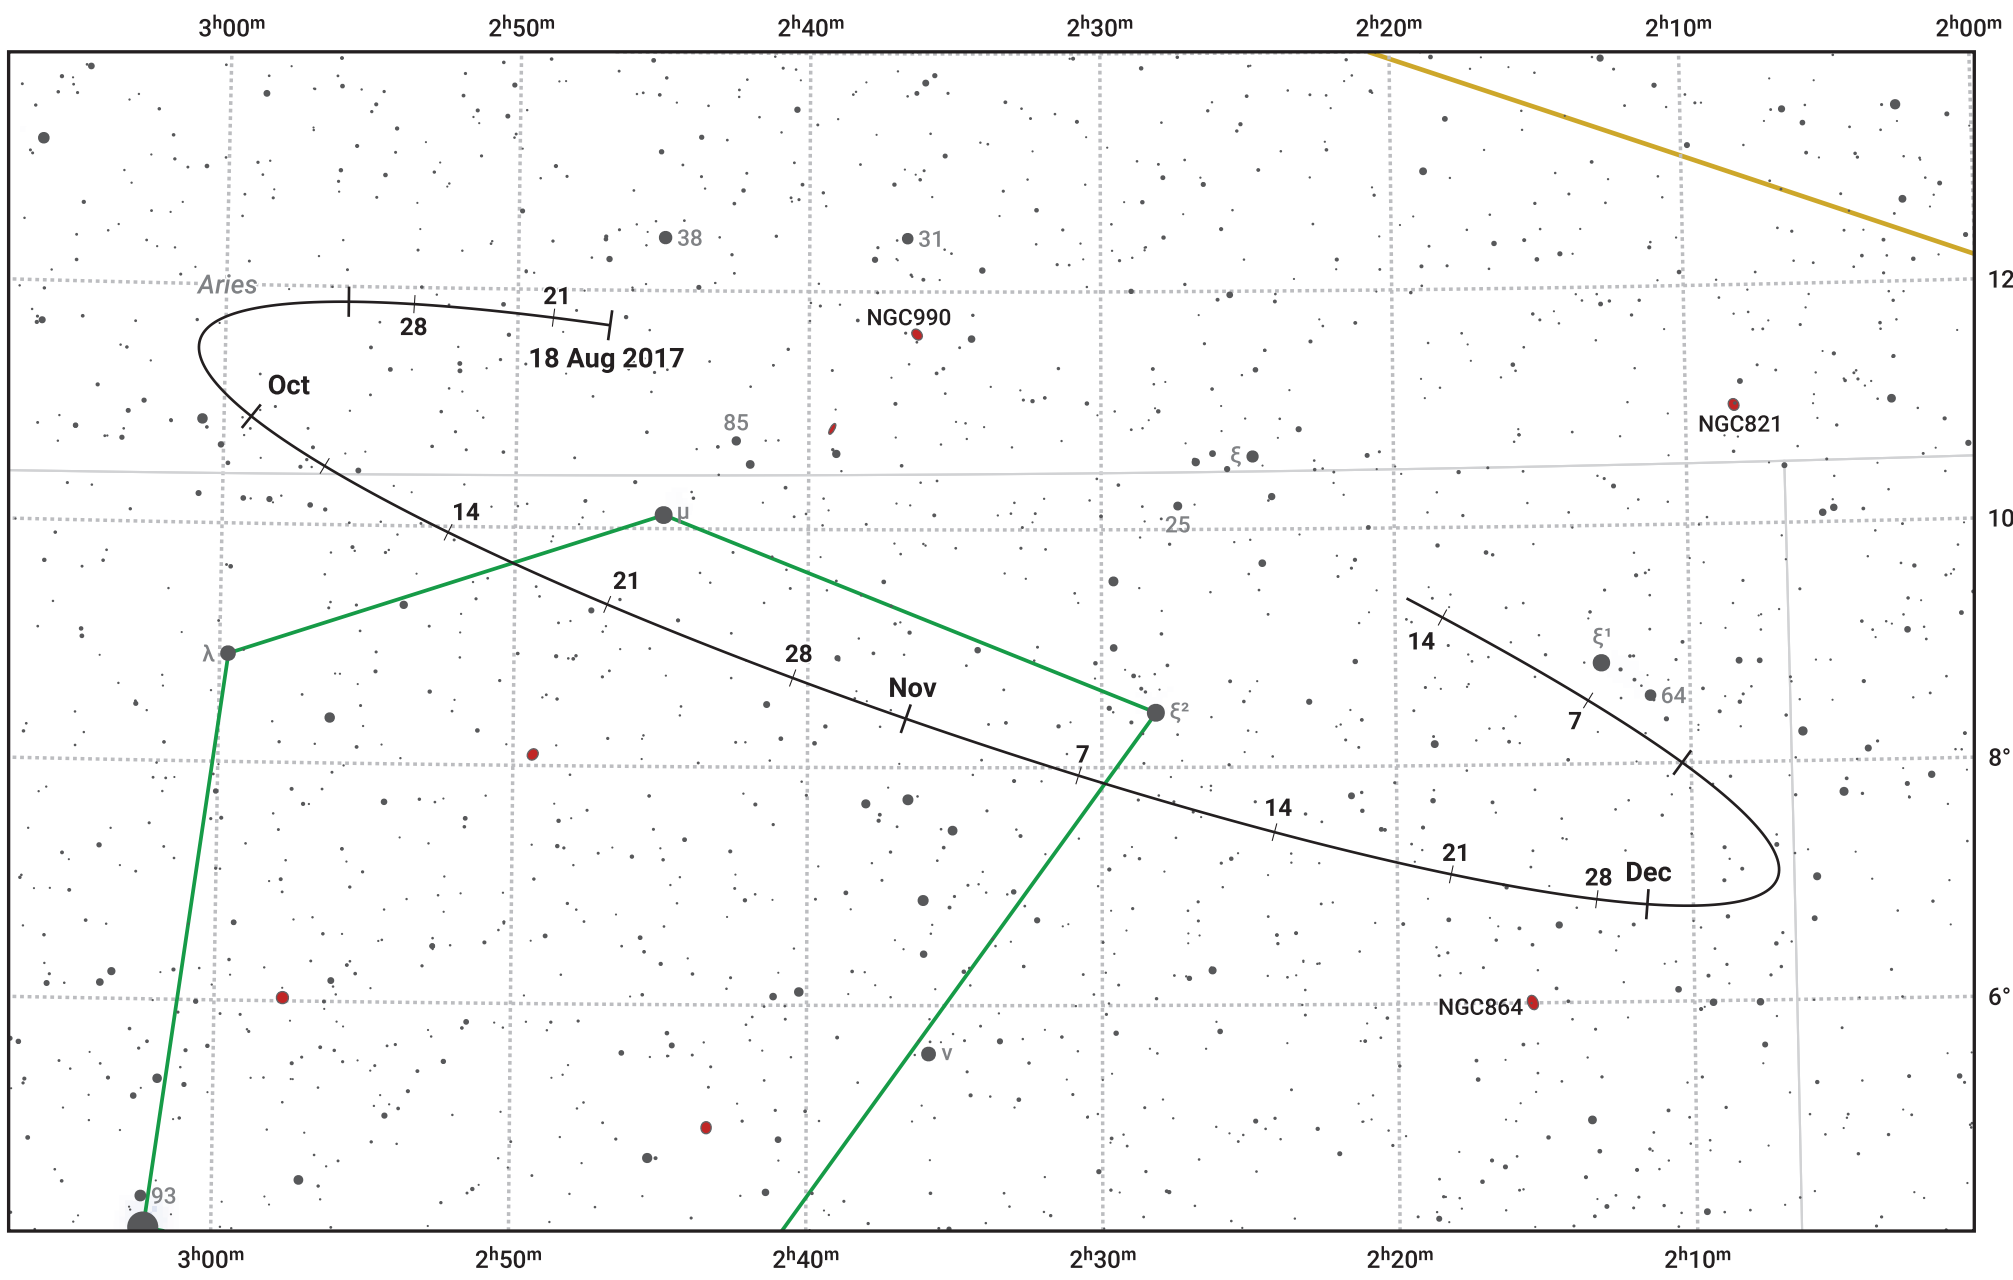 3ʰ00ᵐ 2ʰ50ᵐ 2ʰ40ᵐ 2ʰ30ᵐ 2ʰ20ᵐ 2ʰ10ᵐ 2ʰ00ᵐ
38 31
Aries 12
21
28
NGC990
18 Aug 2017
Oct
85
NGC821
ξ
14 μ 25 10
21
ξ¹
14
λ 28
Nov 64
ξ² 7
7 8°
14
21
28 Dec
NGC864 6°
ν
93
3ʰ00ᵐ 2ʰ50ᵐ 2ʰ40ᵐ 2ʰ30ᵐ 2ʰ20ᵐ 2ʰ10ᵐ